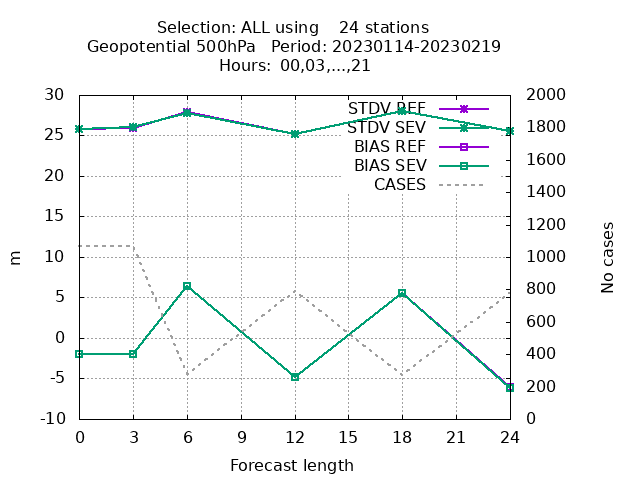 Selection: ALL using    24 stations
Geopotential 500hPa   Period: 20230114-20230219
Hours: 00,03,...,21
30
25
20
15
10
5
0
-5
-10
m
STDV REF
STDV SEV
BIAS REF
BIAS SEV
CASES
2000
1800
1600
1400
1200
1000
800
600
400
200
0
No cases
0 3 6 9 12 15 18 21 24
Forecast length